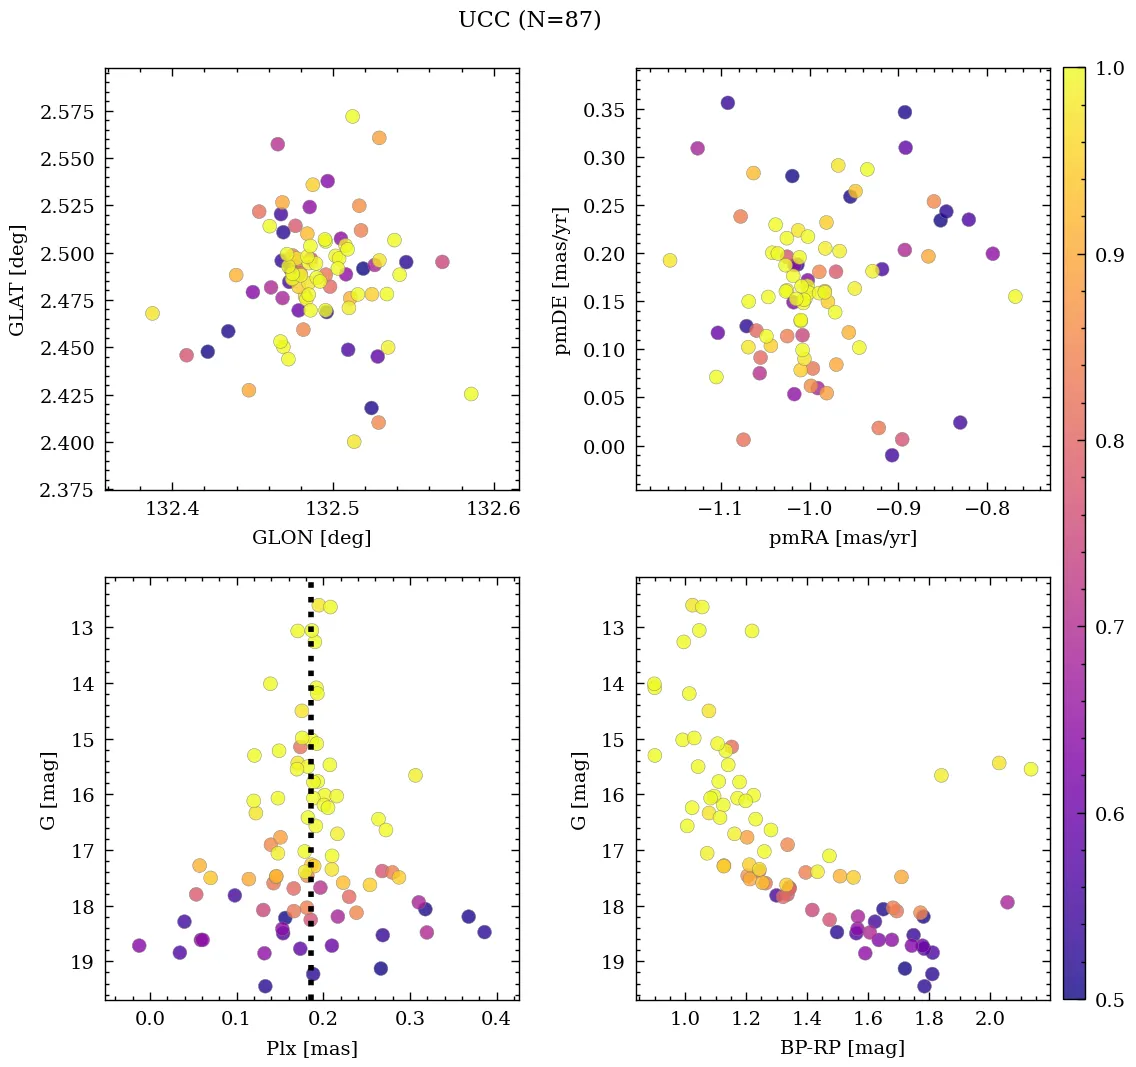 UCC (N=87)
2.575
2.550
2.525
2.500
2.475
2.450
2.425
2.400
2.375
GLAT [deg]
132.4 132.5 132.6
GLON [deg]
0.35
0.30
0.25
0.20
0.15
0.10
0.05
0.00
pmDE [mas/yr]
−1.1 −1.0 −0.9 −0.8
pmRA [mas/yr]
13
14
15
16
17
18
19
G [mag]
0.0 0.1 0.2 0.3 0.4
Plx [mas]
13
14
15
16
17
18
19
G [mag]
1.0 1.2 1.4 1.6 1.8 2.0
BP-RP [mag]
1.0
0.9
0.8
0.7
0.6
0.5